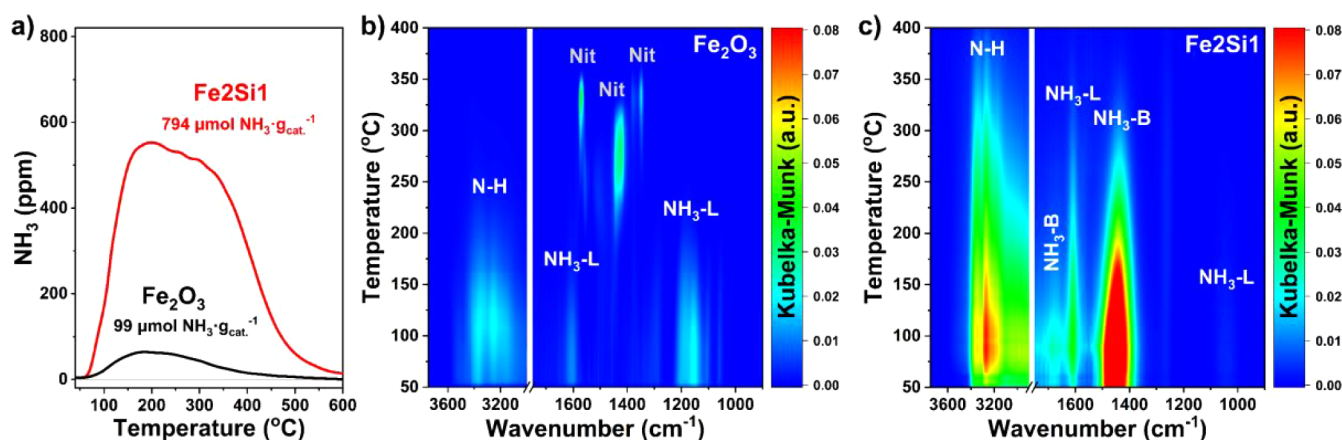 a)
NH₃ (ppm)
800
600
400
200
0
Fe2Si1
794 μmol NH₃·g꜀ₐₜ.⁻¹
Fe₂O₃
99 μmol NH₃·g꜀ₐₜ.⁻¹
100 200 300 400 500 600
Temperature (°C)
b)
Fe₂O₃
Temperature (°C)
400
350
300
250
200
150
100
50
Nit
Nit
Nit
N-H
NH₃-L
NH₃-L
3600 3200 1600 1400 1200 1000
Wavenumber (cm⁻¹)
Kubelka-Munk (a.u.)
0.08
0.07
0.06
0.05
0.04
0.03
0.02
0.01
0.00
c)
Fe2Si1
Temperature (°C)
400
350
300
250
200
150
100
50
N-H
NH₃-L
NH₃-B
NH₃-B
NH₃-L
3600 3200 1600 1400 1200 1000
Wavenumber (cm⁻¹)
Kubelka-Munk (a.u.)
0.08
0.07
0.06
0.05
0.04
0.03
0.02
0.01
0.00